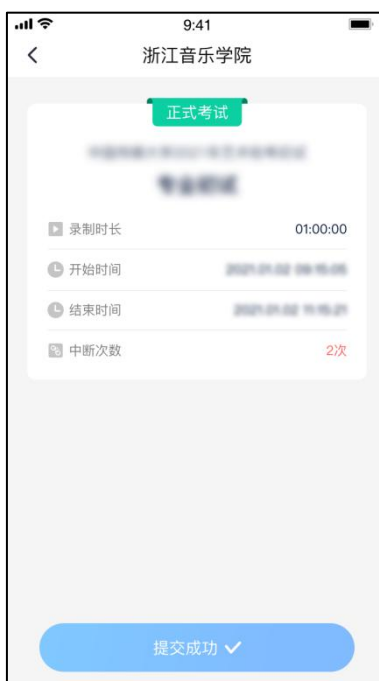 9:41
浙江音乐学院
正式考试
录制时长 01:00:00
开始时间
结束时间
中断次数 2次
提交成功